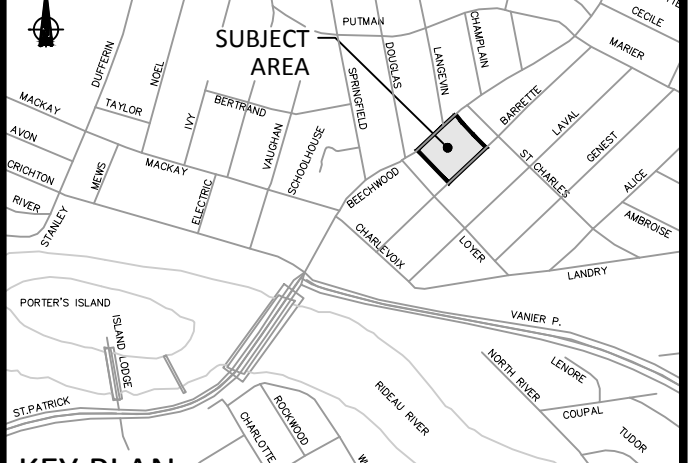 PUTMAN
CHAMPLAIN
CECILE
MARIER
SUBJECT
AREA
DUFFERIN
NOEL
DOUGLAS
LANGEVIN
SPRINGFIELD
MACKAY
TAYLOR
IVY
BERTRAND
BARRETTE
LAVAL
GENEST
AVON
VAUGHAN
SCHOOLHOUSE
CRICHTON
MEWS
MACKAY
BEECHWOOD
ST CHARLES
ALICE
RIVER
STANLEY
ELECTRIC
AMBROISE
CHARLEVOIX
LOYER
LANDRY
PORTER'S ISLAND
ISLAND LODGE
VANIER P.
NORTH RIVER
LENORE
ST.PATRICK
RIDEAU RIVER
ROCKWOOD
CHARLOTTE
COUPAL
TUDOR
KEY PLAN